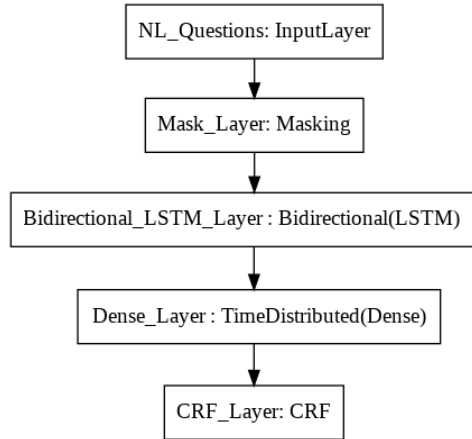 NL_Questions: InputLayer
Mask_Layer: Masking
Bidirectional_LSTM_Layer : Bidirectional(LSTM)
Dense_Layer : TimeDistributed(Dense)
CRF_Layer: CRF